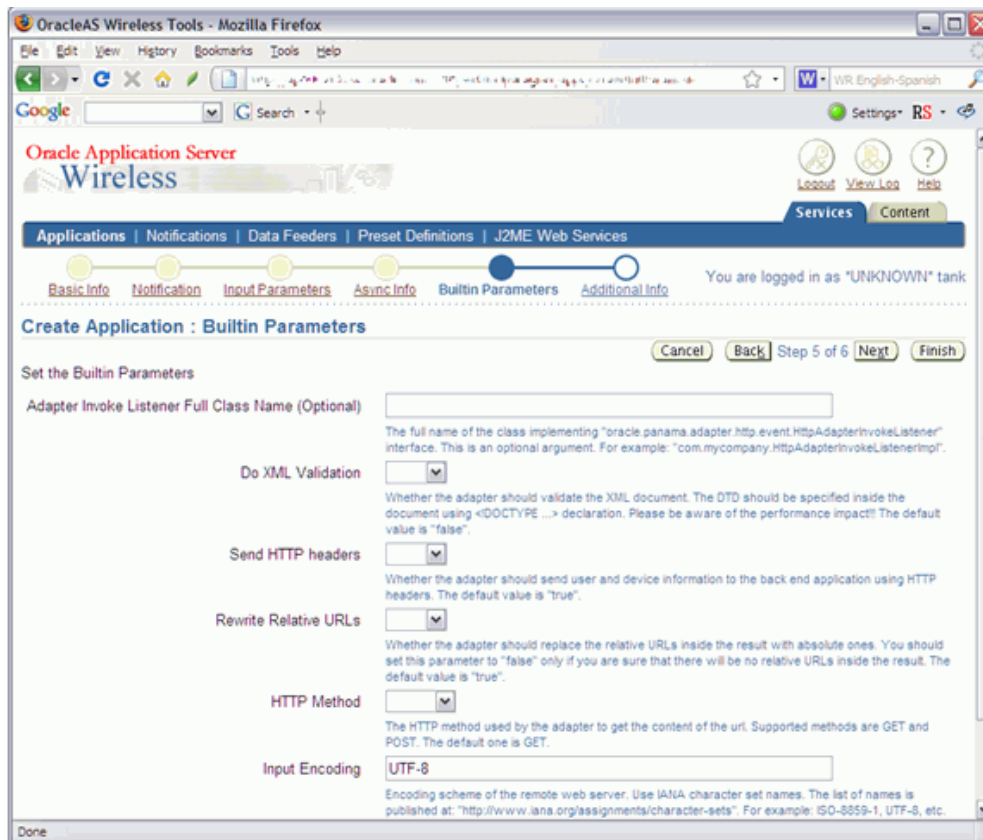 OracleAS Wireless Tools - Mozilla Firefox
File Edit View History Bookmarks Tools Help
W WR English-Spanish
Google G Search Settings RS
Oracle Application Server
Wireless
Logout View Log Help
Services Content
Applications | Notifications | Data Feeders | Preset Definitions | J2ME Web Services
Basic Info Notification Input Parameters Async Info Builtin Parameters Additional Info
You are logged in as "UNKNOWN" tank
Create Application : Builtin Parameters
Cancel Back Step 5 of 6 Next Finish
Set the Builtin Parameters
Adapter Invoke Listener Full Class Name (Optional)
The full name of the class implementing "oracle.panama.adapter.http.event.HttpAdapterInvokeListener"
interface. This is an optional argument. For example: "com.mycompany.HttpAdapterInvokeListenerImpl".
Do XML Validation
Whether the adapter should validate the XML document. The DTD should be specified inside the
document using <!DOCTYPE ...> declaration. Please be aware of the performance impact!! The default
value is "false".
Send HTTP headers
Whether the adapter should send user and device information to the back end application using HTTP
headers. The default value is "true".
Rewrite Relative URLs
Whether the adapter should replace the relative URLs inside the result with absolute ones. You should
set this parameter to "false" only if you are sure that there will be no relative URLs inside the result. The
default value is "true".
HTTP Method
The HTTP method used by the adapter to get the content of the url. Supported methods are GET and
POST. The default one is GET.
Input Encoding UTF-8
Encoding scheme of the remote web server. Use IANA character set names. The list of names is
published at: "http://www.iana.org/assignments/character-sets". For example: ISO-8859-1, UTF-8, etc.
Done